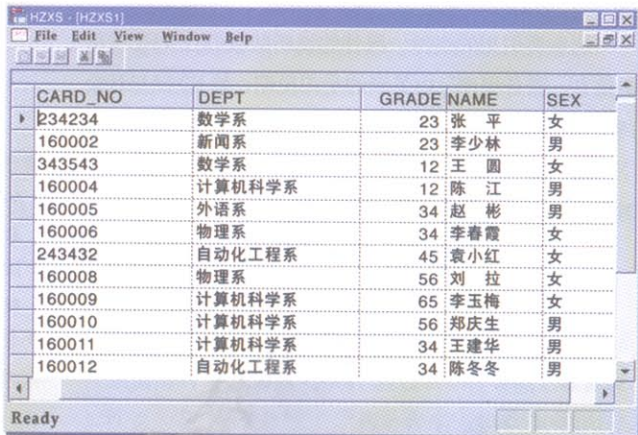 HZXS - [HZXS1]
File Edit View Window Help
CARD_NO DEPT GRADE NAME SEX
234234 数学系 23 张 平 女
160002 新闻系 23 李少林 男
343543 数学系 12 王 圆 女
160004 计算机科学系 12 陈 江 男
160005 外语系 34 赵 彬 男
160006 物理系 34 李春霞 女
243432 自动化工程系 45 袁小红 女
160008 物理系 56 刘 拉 女
160009 计算机科学系 65 李玉梅 女
160010 计算机科学系 56 郑庆生 男
160011 计算机科学系 34 王建华 男
160012 自动化工程系 34 陈冬冬 男
Ready